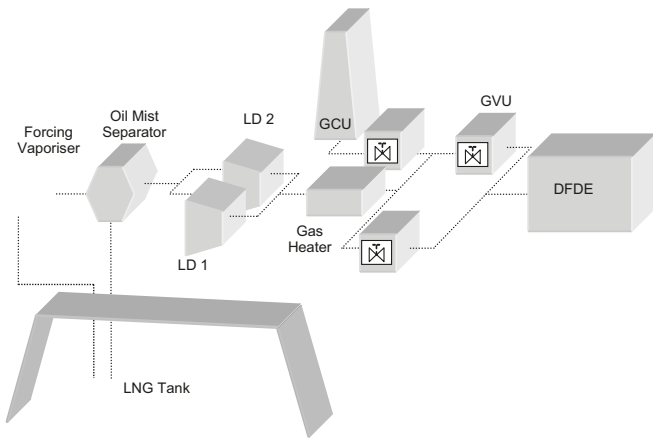 GCU
GVU
Oil Mist
Separator
LD 2
Forcing
Vaporiser
DFDE
Gas
Heater
LD 1
LNG Tank